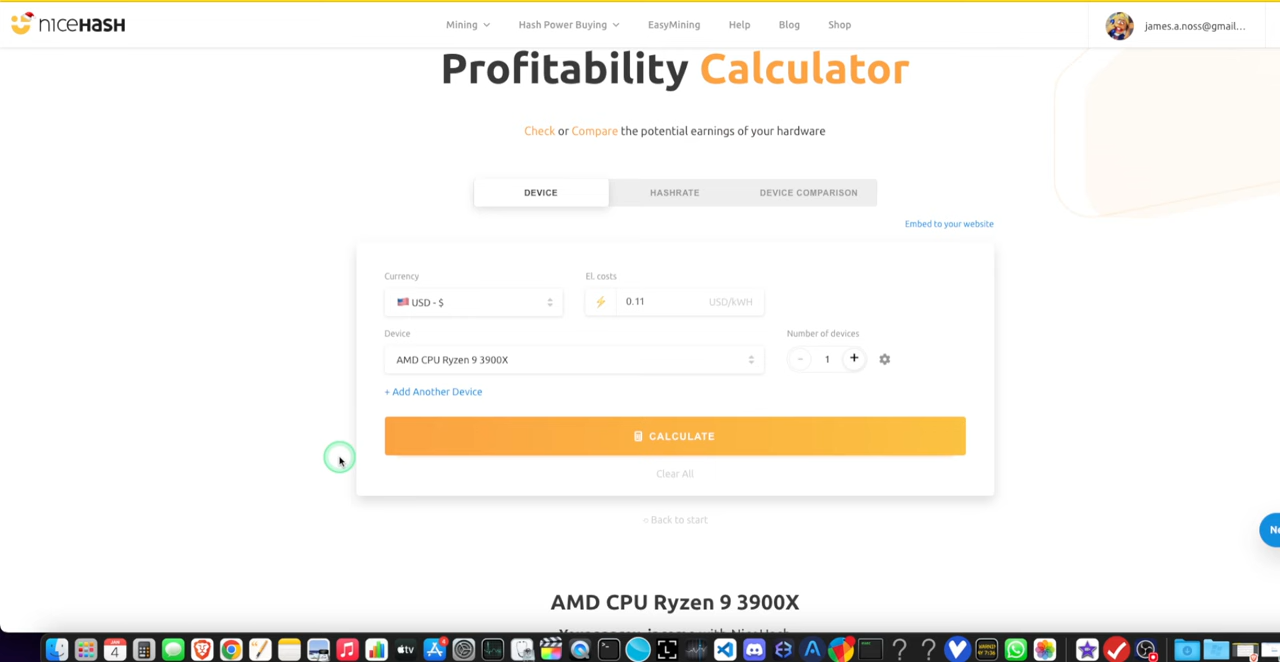 niceHASH
Mining
Hash Power Buying
EasyMining
Help
Blog
Shop
james.a.noss@gmail...
Profitability Calculator
Check or Compare the potential earnings of your hardware
DEVICE
HASHRATE
DEVICE COMPARISON
Embed to your website
Currency
El. costs
USD - $
0.11
USD/kWH
Device
Number of devices
AMD CPU Ryzen 9 3900X
- 1 +
+ Add Another Device
CALCULATE
Clear All
Back to start
Ne
AMD CPU Ryzen 9 3900X
4
tv